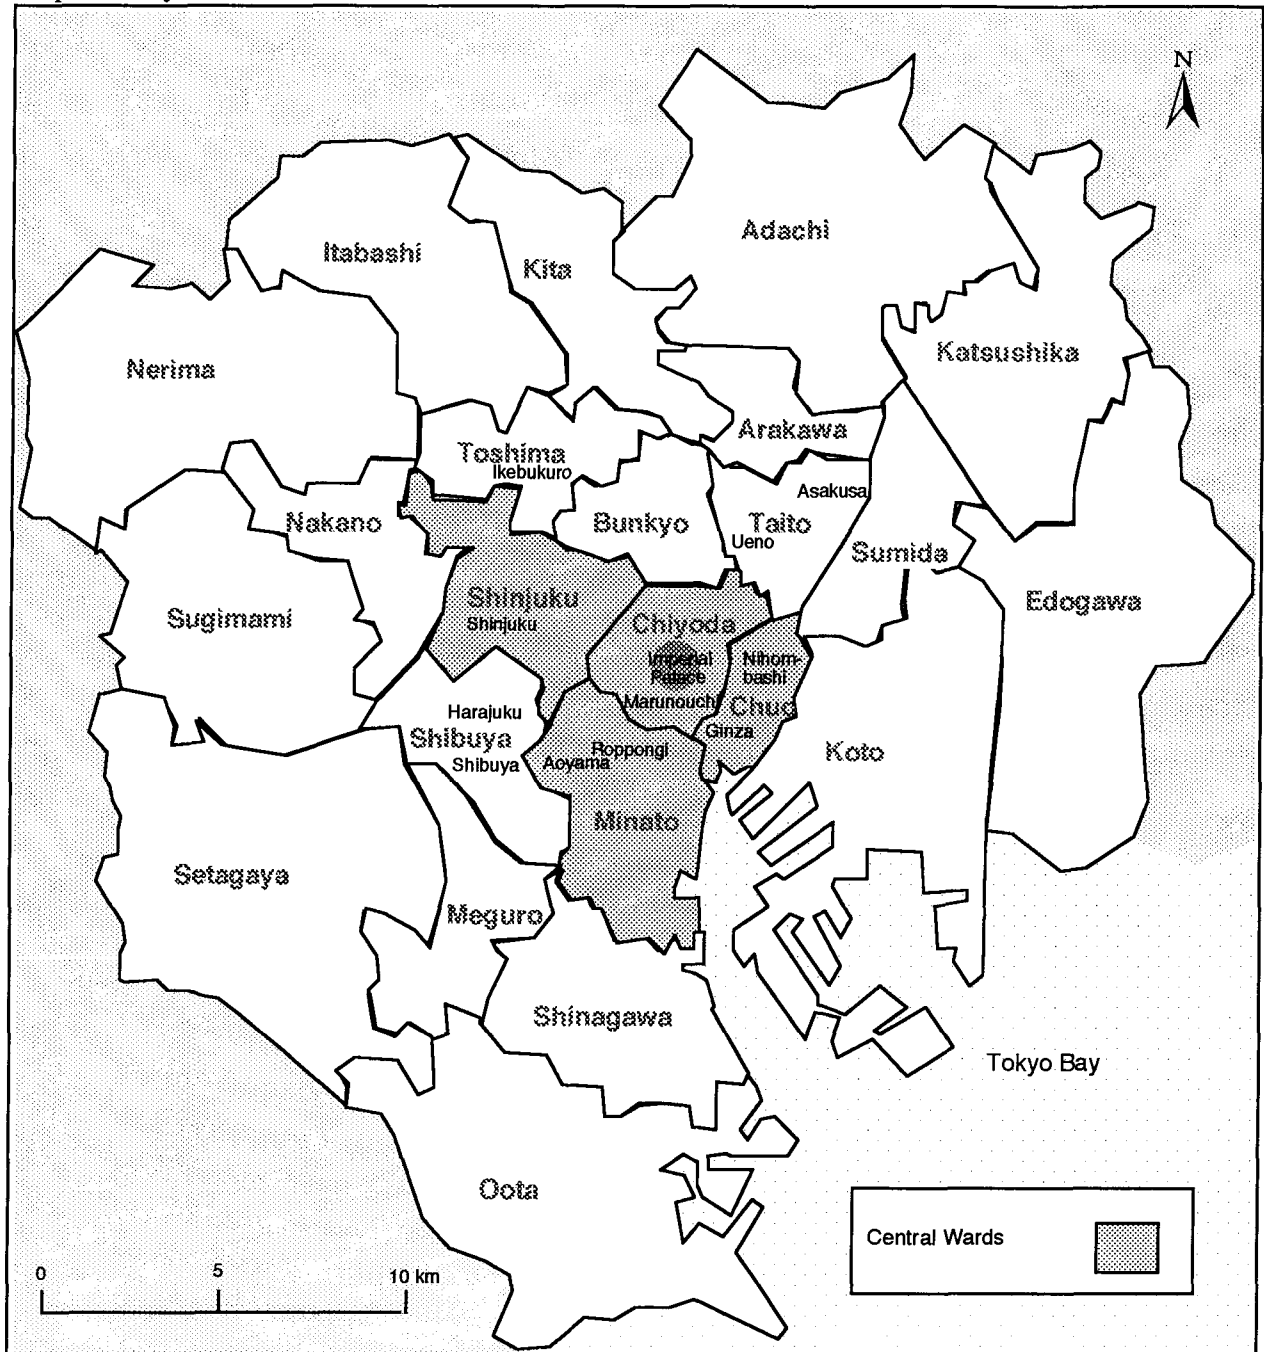 N
Adachi
Itabashi
Kita
Katsushika
Nerima
Arakawa
Toshima
Ikebukuro
Asakusa
Nakano
Bunkyo
Taito
Ueno
Sumida
Edogawa
Sugimami
Shinjuku
Shinjuku
Chiyoda
Imperial
Palace
Nihom-
bashi
Marunouchi
Chuo
Harajuku
Ginza
Shibuya
Roppongi
Koto
Shibuya
Aoyama
Minato
Setagaya
Meguro
Shinagawa
Tokyo Bay
Oota
Central Wards
0 5 10 km